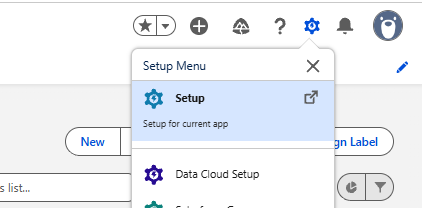 Setup Menu
Setup
Setup for current app
New
gn Label
Data Cloud Setup
s list...